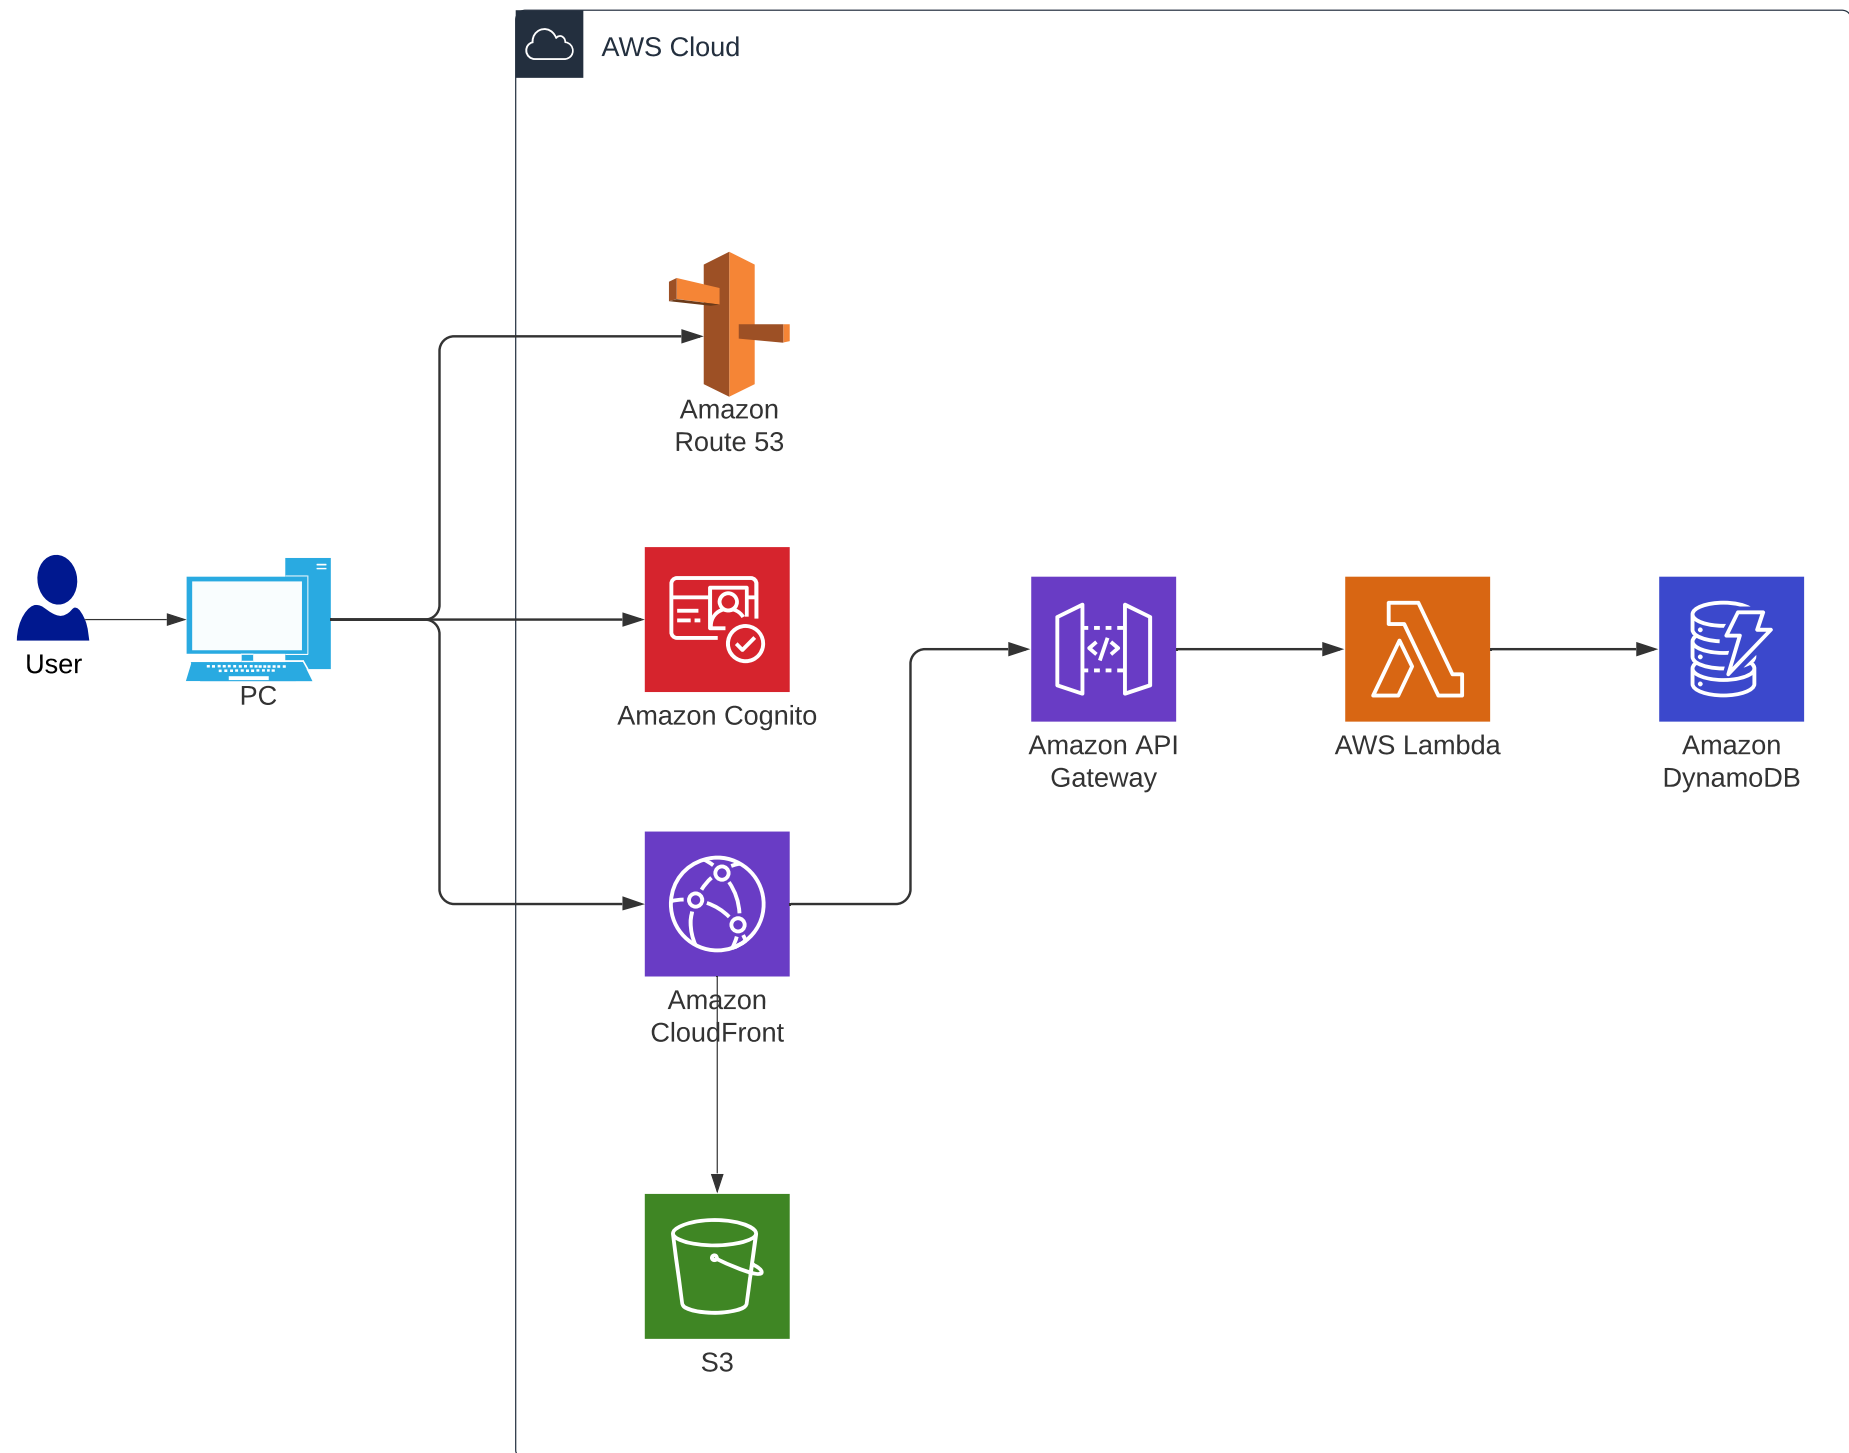 AWS Cloud
Amazon
Route 53
User
PC
Amazon Cognito
Amazon API
Gateway
AWS Lambda
Amazon
DynamoDB
Amazon
CloudFront
S3